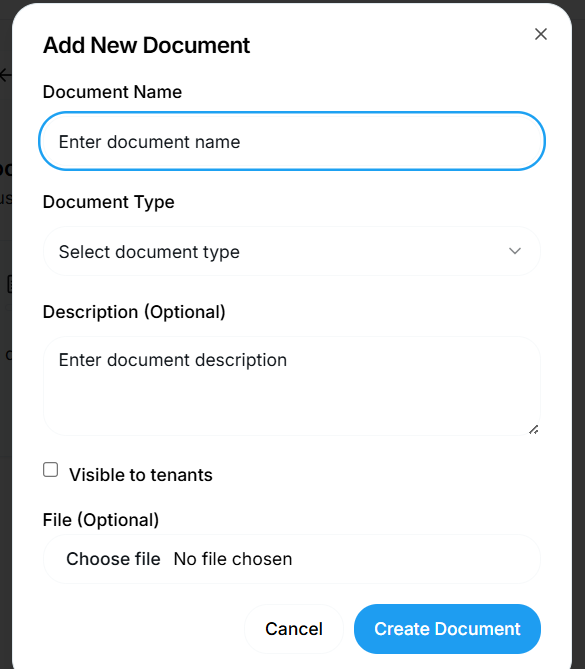 Add New Document
Document Name
Enter document name
Document Type
Select document type
Description (Optional)
Enter document description
Visible to tenants
File (Optional)
Choose file No file chosen
Cancel Create Document